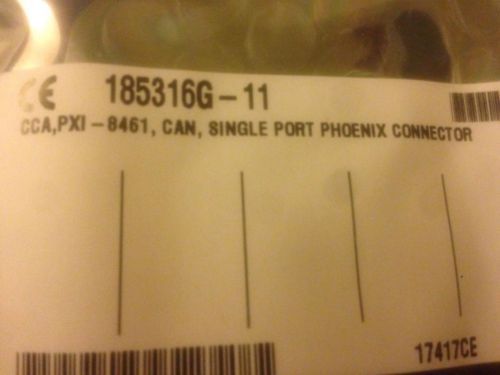 CE 185316G-11
CCA,PXI-8461, CAN, SINGLE PORT PHOENIX CONNECTOR
17417CE